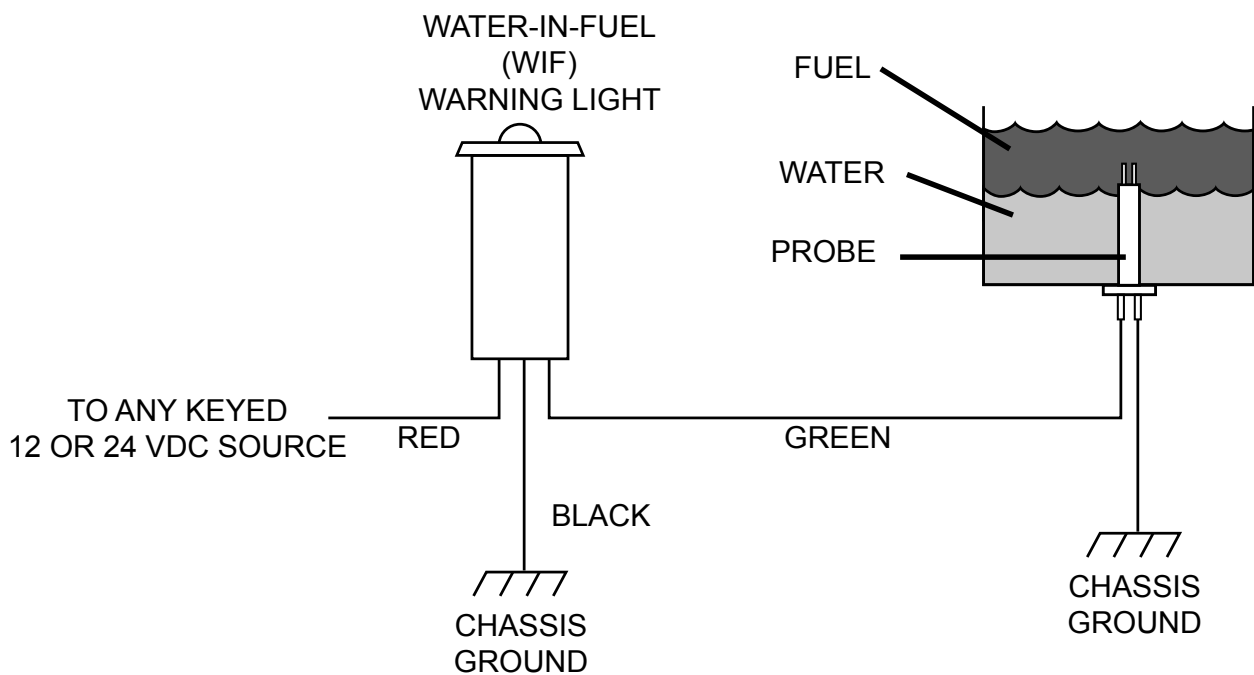 WATER-IN-FUEL
(WIF)
WARNING LIGHT
FUEL
WATER
PROBE
TO ANY KEYED
12 OR 24 VDC SOURCE
RED
GREEN
BLACK
CHASSIS
GROUND
CHASSIS
GROUND